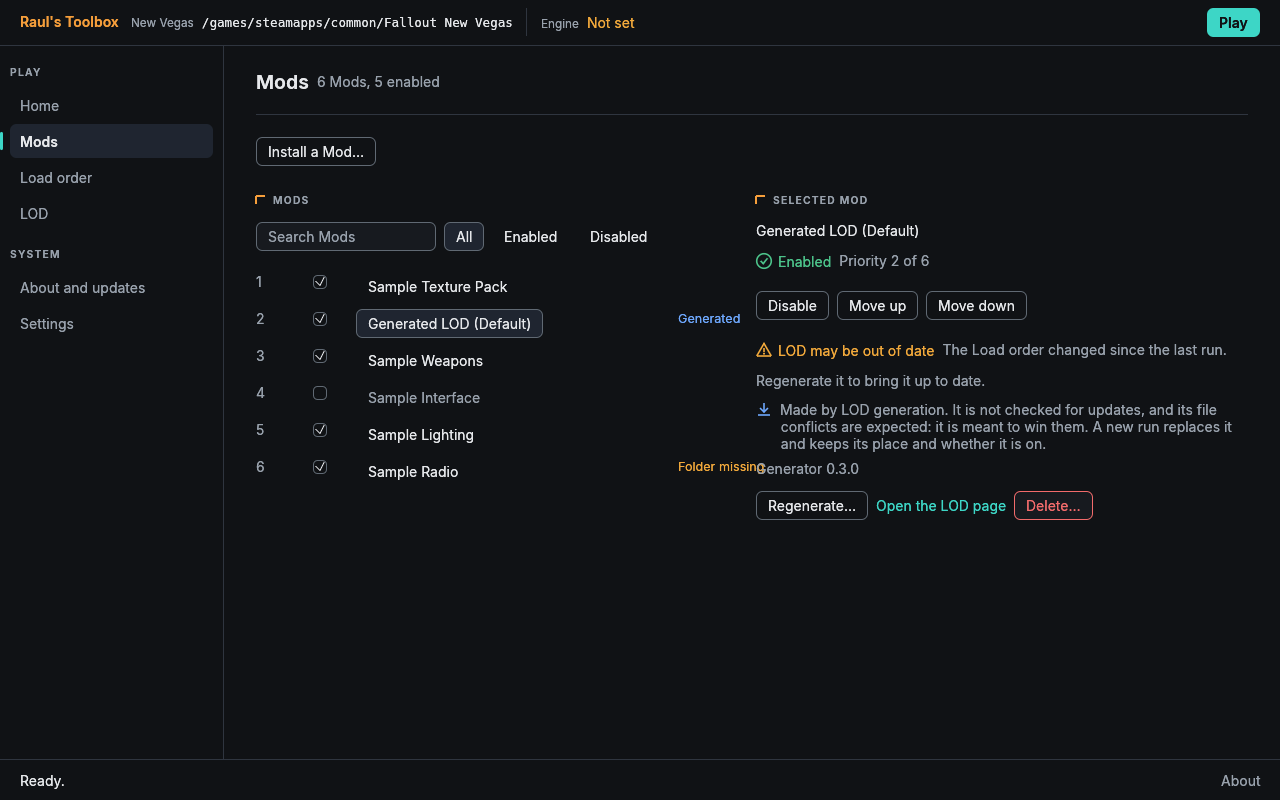 Raul's Toolbox New Vegas /games/steamapps/common/Fallout New Vegas Engine Not set Play
PLAY
Home
Mods
Load order
LOD
SYSTEM
About and updates
Settings
Mods 6 Mods, 5 enabled
Install a Mod...
MODS
Search Mods All Enabled Disabled
1 Sample Texture Pack
2 Generated LOD (Default) Generated
3 Sample Weapons
4 Sample Interface
5 Sample Lighting
6 Sample Radio Folder missing
SELECTED MOD
Generated LOD (Default)
Enabled Priority 2 of 6
Disable Move up Move down
LOD may be out of date The Load order changed since the last run.
Regenerate it to bring it up to date.
Made by LOD generation. It is not checked for updates, and its file
conflicts are expected: it is meant to win them. A new run replaces it
and keeps its place and whether it is on.
Generator 0.3.0
Regenerate... Open the LOD page Delete...
Ready. About